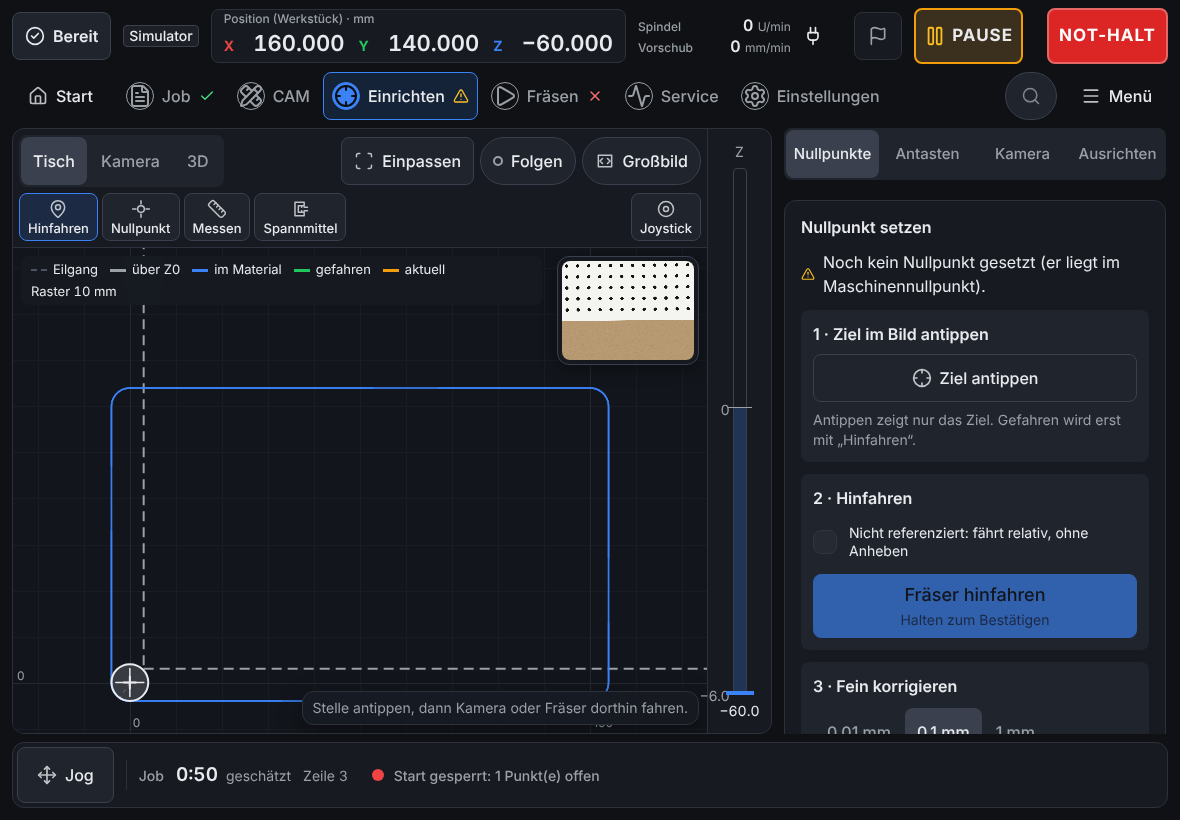 Bereit
Simulator
Position (Werkstück) · mm
X 160.000 Y 140.000 Z −60.000
Spindel 0 U/min
Vorschub 0 mm/min
PAUSE
NOT-HALT
Start
Job
CAM
Einrichten
Fräsen
Service
Einstellungen
Menü
Tisch
Kamera
3D
Einpassen
Folgen
Großbild
Hinfahren
Nullpunkt
Messen
Spannmittel
Joystick
Eilgang
über Z0
im Material
gefahren
aktuell
Raster 10 mm
0
0
Stelle antippen, dann Kamera oder Fräser dorthin fahren.
Z
0
−6.0
−60.0
Nullpunkte
Antasten
Kamera
Ausrichten
Nullpunkt setzen
Noch kein Nullpunkt gesetzt (er liegt im
Maschinennullpunkt).
1 · Ziel im Bild antippen
Ziel antippen
Antippen zeigt nur das Ziel. Gefahren wird erst
mit „Hinfahren“.
2 · Hinfahren
Nicht referenziert: fährt relativ, ohne
Anheben
Fräser hinfahren
Halten zum Bestätigen
3 · Fein korrigieren
0.01 mm
0.1 mm
1 mm
Jog
Job 0:50 geschätzt Zeile 3
Start gesperrt: 1 Punkt(e) offen